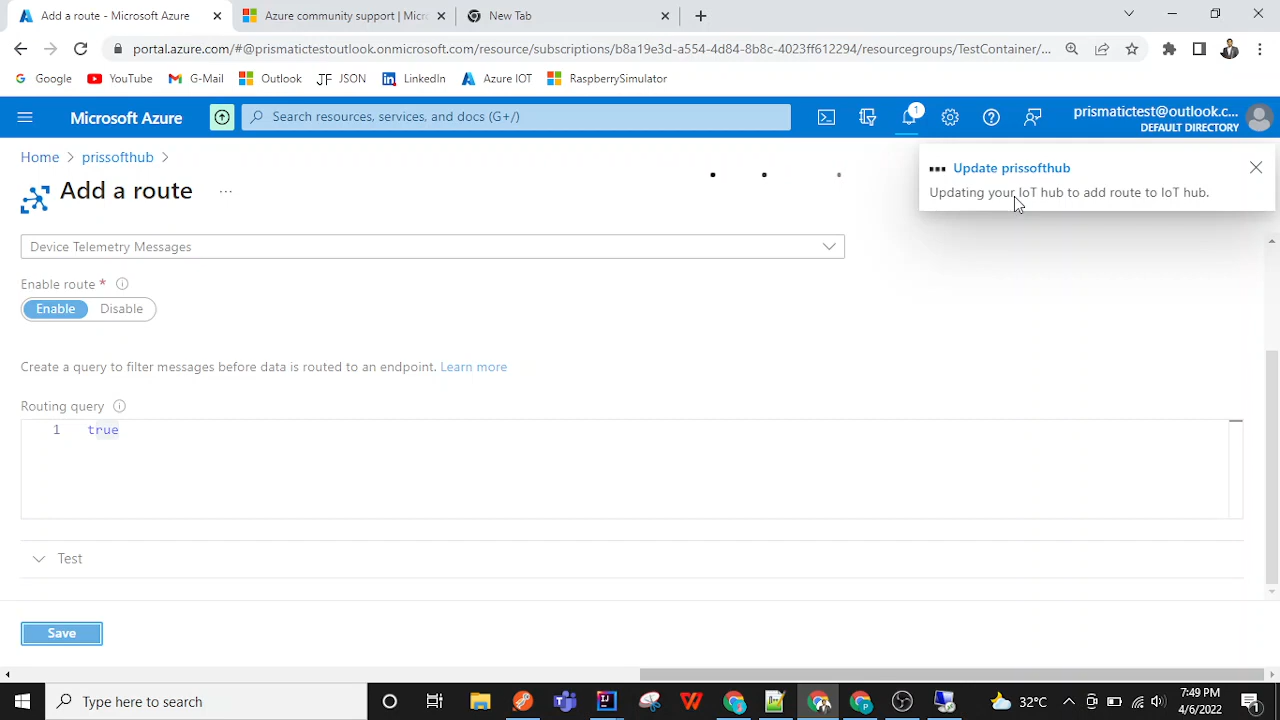 Add a route - Microsoft Azure
Azure community support | Micr
New Tab
portal.azure.com/#@prismatictestoutlook.onmicrosoft.com/resource/subscriptions/b8a19e3d-a554-4d84-8b8c-4023ff612294/resourcegroups/TestContainer/...
Google
YouTube
G-Mail
Outlook
JSON
LinkedIn
Azure IOT
RaspberySimulator
Microsoft Azure
Search resources, services, and docs (G+/)
1
prismatictest@outlook.c...
DEFAULT DIRECTORY
Home > prissofthub >
Add a route ...
Update prissofthub
Updating your IoT hub to add route to IoT hub.
Device Telemetry Messages
Enable route *
Enable Disable
Create a query to filter messages before data is routed to an endpoint. Learn more
Routing query
1 true
Test
Save
Type here to search
32°C
7:49 PM
4/6/2022
1